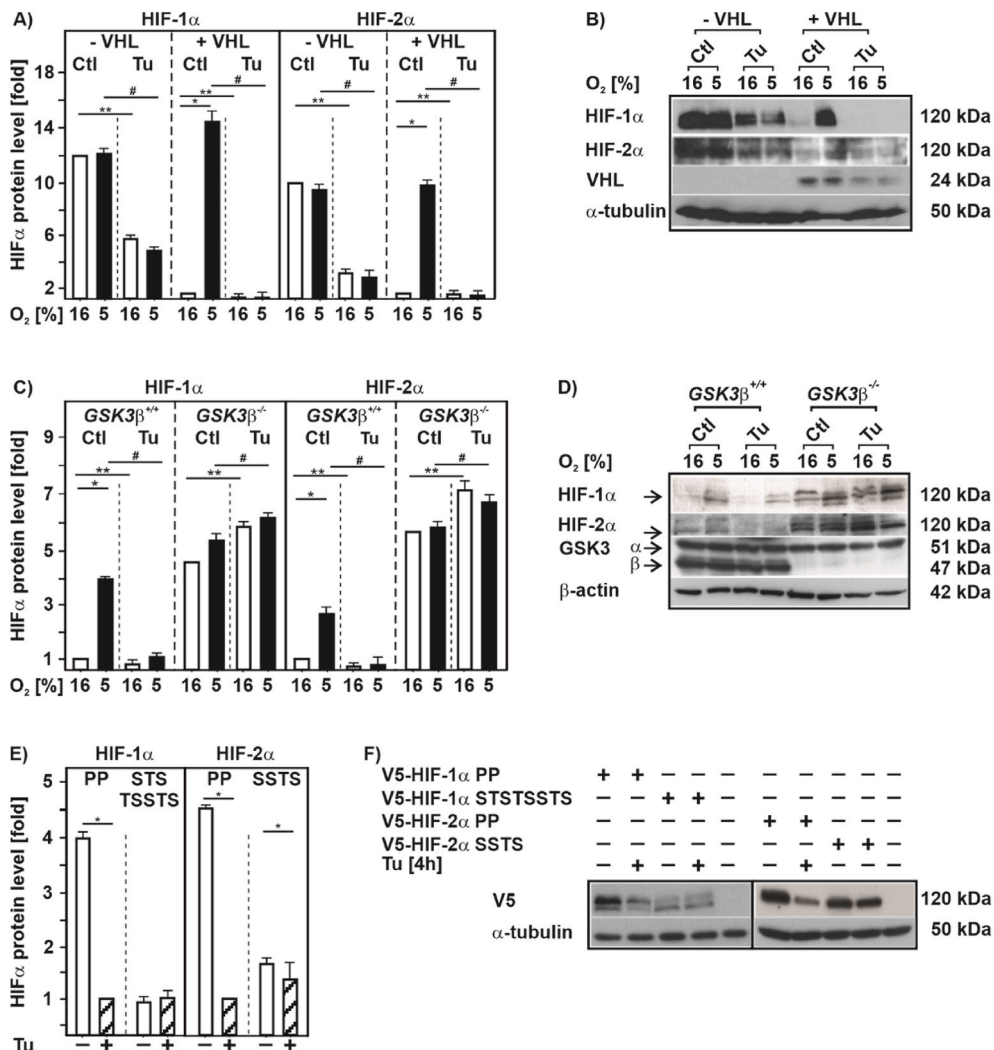 A)
HIF-1α HIF-2α
- VHL + VHL - VHL + VHL
Ctl Tu Ctl Tu Ctl Tu Ctl Tu
HIFα protein level [fold]
18
14
10
6
2
# # # #
** ** ** **
* *
O₂ [%] 16 5 16 5 16 5 16 5 16 5 16 5 16 5 16 5
B)
- VHL + VHL
Ctl Tu Ctl Tu
O₂ [%] 16 5 16 5 16 5 16 5
HIF-1α 120 kDa
HIF-2α 120 kDa
VHL 24 kDa
α-tubulin 50 kDa
C)
HIF-1α HIF-2α
GSK3β+/+ GSK3β-/- GSK3β+/+ GSK3β-/-
Ctl Tu Ctl Tu Ctl Tu Ctl Tu
HIFα protein level [fold]
9
7
5
3
1
# # # #
** ** ** **
* *
O₂ [%] 16 5 16 5 16 5 16 5 16 5 16 5 16 5 16 5
D)
GSK3β+/+ GSK3β-/-
Ctl Tu Ctl Tu
O₂ [%] 16 5 16 5 16 5 16 5
HIF-1α 120 kDa
HIF-2α 120 kDa
GSK3 α 51 kDa
β 47 kDa
β-actin 42 kDa
E)
HIF-1α HIF-2α
PP STS PP SSTS
TSSTS
HIFα protein level [fold]
5
4
3
2
1
* * *
Tu − + − + − + − +
F)
V5-HIF-1α PP + + − − − − − − − −
V5-HIF-1α STSTSSTS − − + + − − − − − −
V5-HIF-2α PP − − − − − + + − − −
V5-HIF-2α SSTS − − − − − − − + + −
Tu [4h] − + − + − − + − + −
V5 120 kDa
α-tubulin 50 kDa